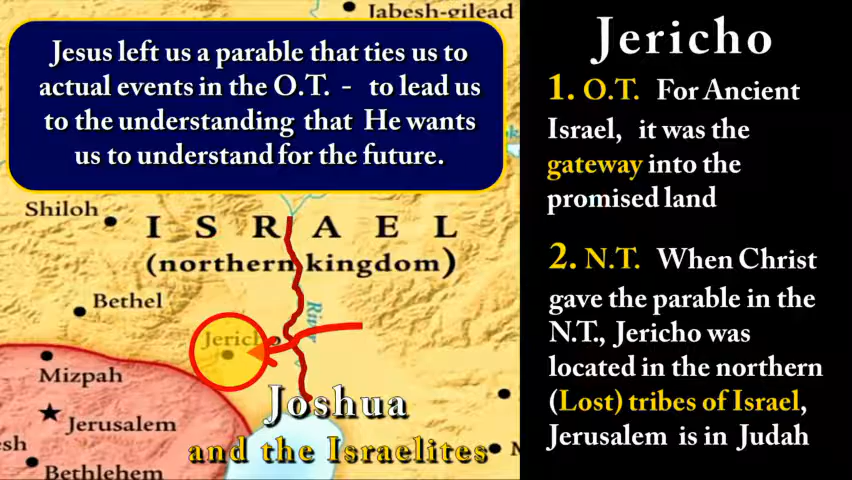 Jabesh-gilead
Jesus left us a parable that ties us to
actual events in the O.T. - to lead us
to the understanding that He wants
us to understand for the future.
Shiloh
ISRAEL
(northern kingdom)
Bethel
River
Jericho
Mizpah
Jerusalem
Joshua
and the Israelites
Bethlehem
Jericho
1. O.T. For Ancient
Israel, it was the
gateway into the
promised land
2. N.T. When Christ
gave the parable in the
N.T., Jericho was
located in the northern
(Lost) tribes of Israel,
Jerusalem is in Judah